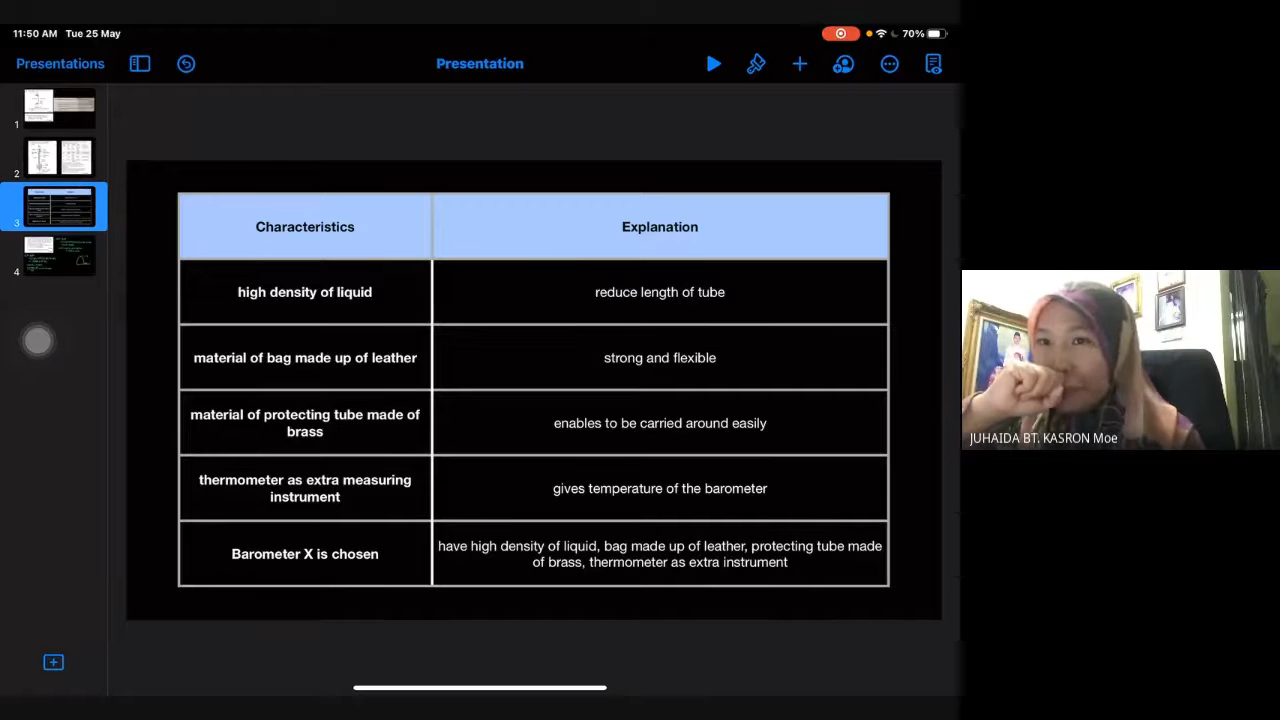 11:50 AM Tue 25 May
70%
Presentations
Presentation
1
2
3
4
Characteristics
Explanation
high density of liquid
reduce length of tube
material of bag made up of leather
strong and flexible
material of protecting tube made of
brass
enables to be carried around easily
thermometer as extra measuring
instrument
gives temperature of the barometer
Barometer X is chosen
have high density of liquid, bag made up of leather, protecting tube made
of brass, thermometer as extra instrument
JUHAIDA BT. KASRON Moe